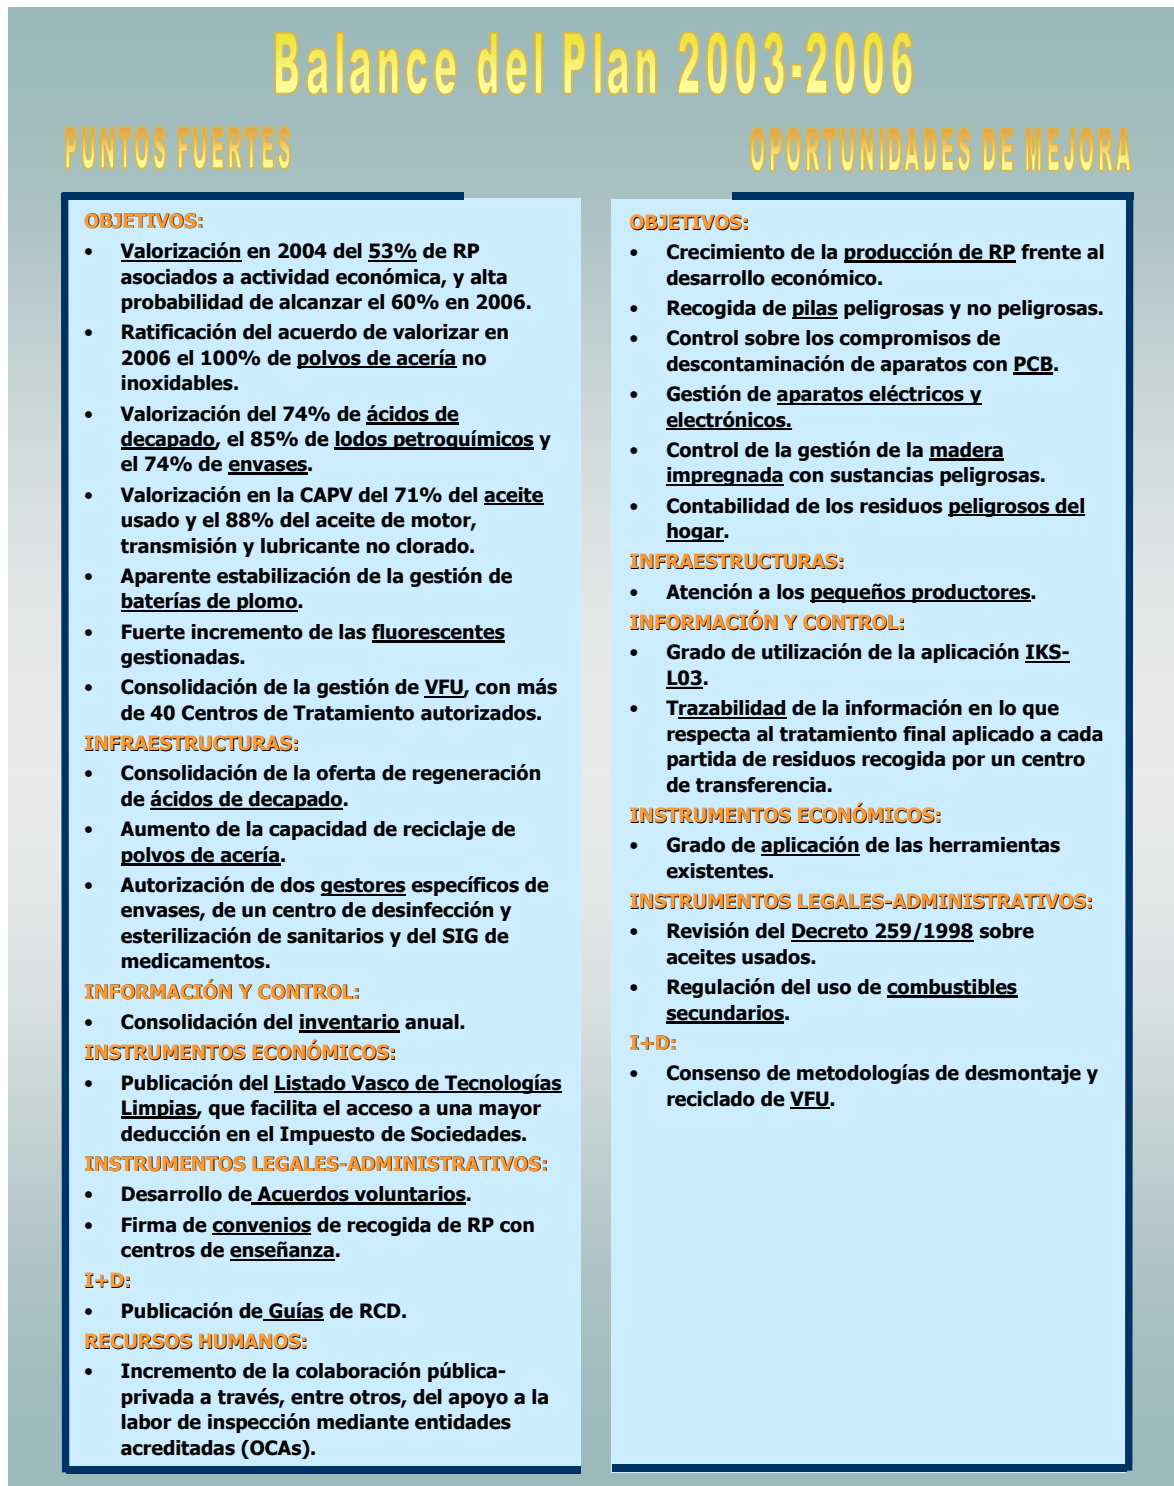 Balance del Plan 2003-2006
PUNTOS FUERTES
OBJETIVOS:
• Valorización en 2004 del 53% de RP
asociados a actividad económica, y alta
probabilidad de alcanzar el 60% en 2006.
• Ratificación del acuerdo de valorizar en
2006 el 100% de polvos de acería no
inoxidables.
• Valorización del 74% de ácidos de
decapado, el 85% de lodos petroquímicos y
el 74% de envases.
• Valorización en la CAPV del 71% del aceite
usado y el 88% del aceite de motor,
transmisión y lubricante no clorado.
• Aparente estabilización de la gestión de
baterías de plomo.
• Fuerte incremento de las fluorescentes
gestionadas.
• Consolidación de la gestión de VFU, con más
de 40 Centros de Tratamiento autorizados.
INFRAESTRUCTURAS:
• Consolidación de la oferta de regeneración
de ácidos de decapado.
• Aumento de la capacidad de reciclaje de
polvos de acería.
• Autorización de dos gestores específicos de
envases, de un centro de desinfección y
esterilización de sanitarios y del SIG de
medicamentos.
INFORMACIÓN Y CONTROL:
• Consolidación del inventario anual.
INSTRUMENTOS ECONÓMICOS:
• Publicación del Listado Vasco de Tecnologías
Limpias, que facilita el acceso a una mayor
deducción en el Impuesto de Sociedades.
INSTRUMENTOS LEGALES-ADMINISTRATIVOS:
• Desarrollo de Acuerdos voluntarios.
• Firma de convenios de recogida de RP con
centros de enseñanza.
I+D:
• Publicación de Guías de RCD.
RECURSOS HUMANOS:
• Incremento de la colaboración pública-
privada a través, entre otros, del apoyo a la
labor de inspección mediante entidades
acreditadas (OCAs).
OPORTUNIDADES DE MEJORA
OBJETIVOS:
• Crecimiento de la producción de RP frente al
desarrollo económico.
• Recogida de pilas peligrosas y no peligrosas.
• Control sobre los compromisos de
descontaminación de aparatos con PCB.
• Gestión de aparatos eléctricos y
electrónicos.
• Control de la gestión de la madera
impregnada con sustancias peligrosas.
• Contabilidad de los residuos peligrosos del
hogar.
INFRAESTRUCTURAS:
• Atención a los pequeños productores.
INFORMACIÓN Y CONTROL:
• Grado de utilización de la aplicación IKS-
L03.
• Trazabilidad de la información en lo que
respecta al tratamiento final aplicado a cada
partida de residuos recogida por un centro
de transferencia.
INSTRUMENTOS ECONÓMICOS:
• Grado de aplicación de las herramientas
existentes.
INSTRUMENTOS LEGALES-ADMINISTRATIVOS:
• Revisión del Decreto 259/1998 sobre
aceites usados.
• Regulación del uso de combustibles
secundarios.
I+D:
• Consenso de metodologías de desmontaje y
reciclado de VFU.